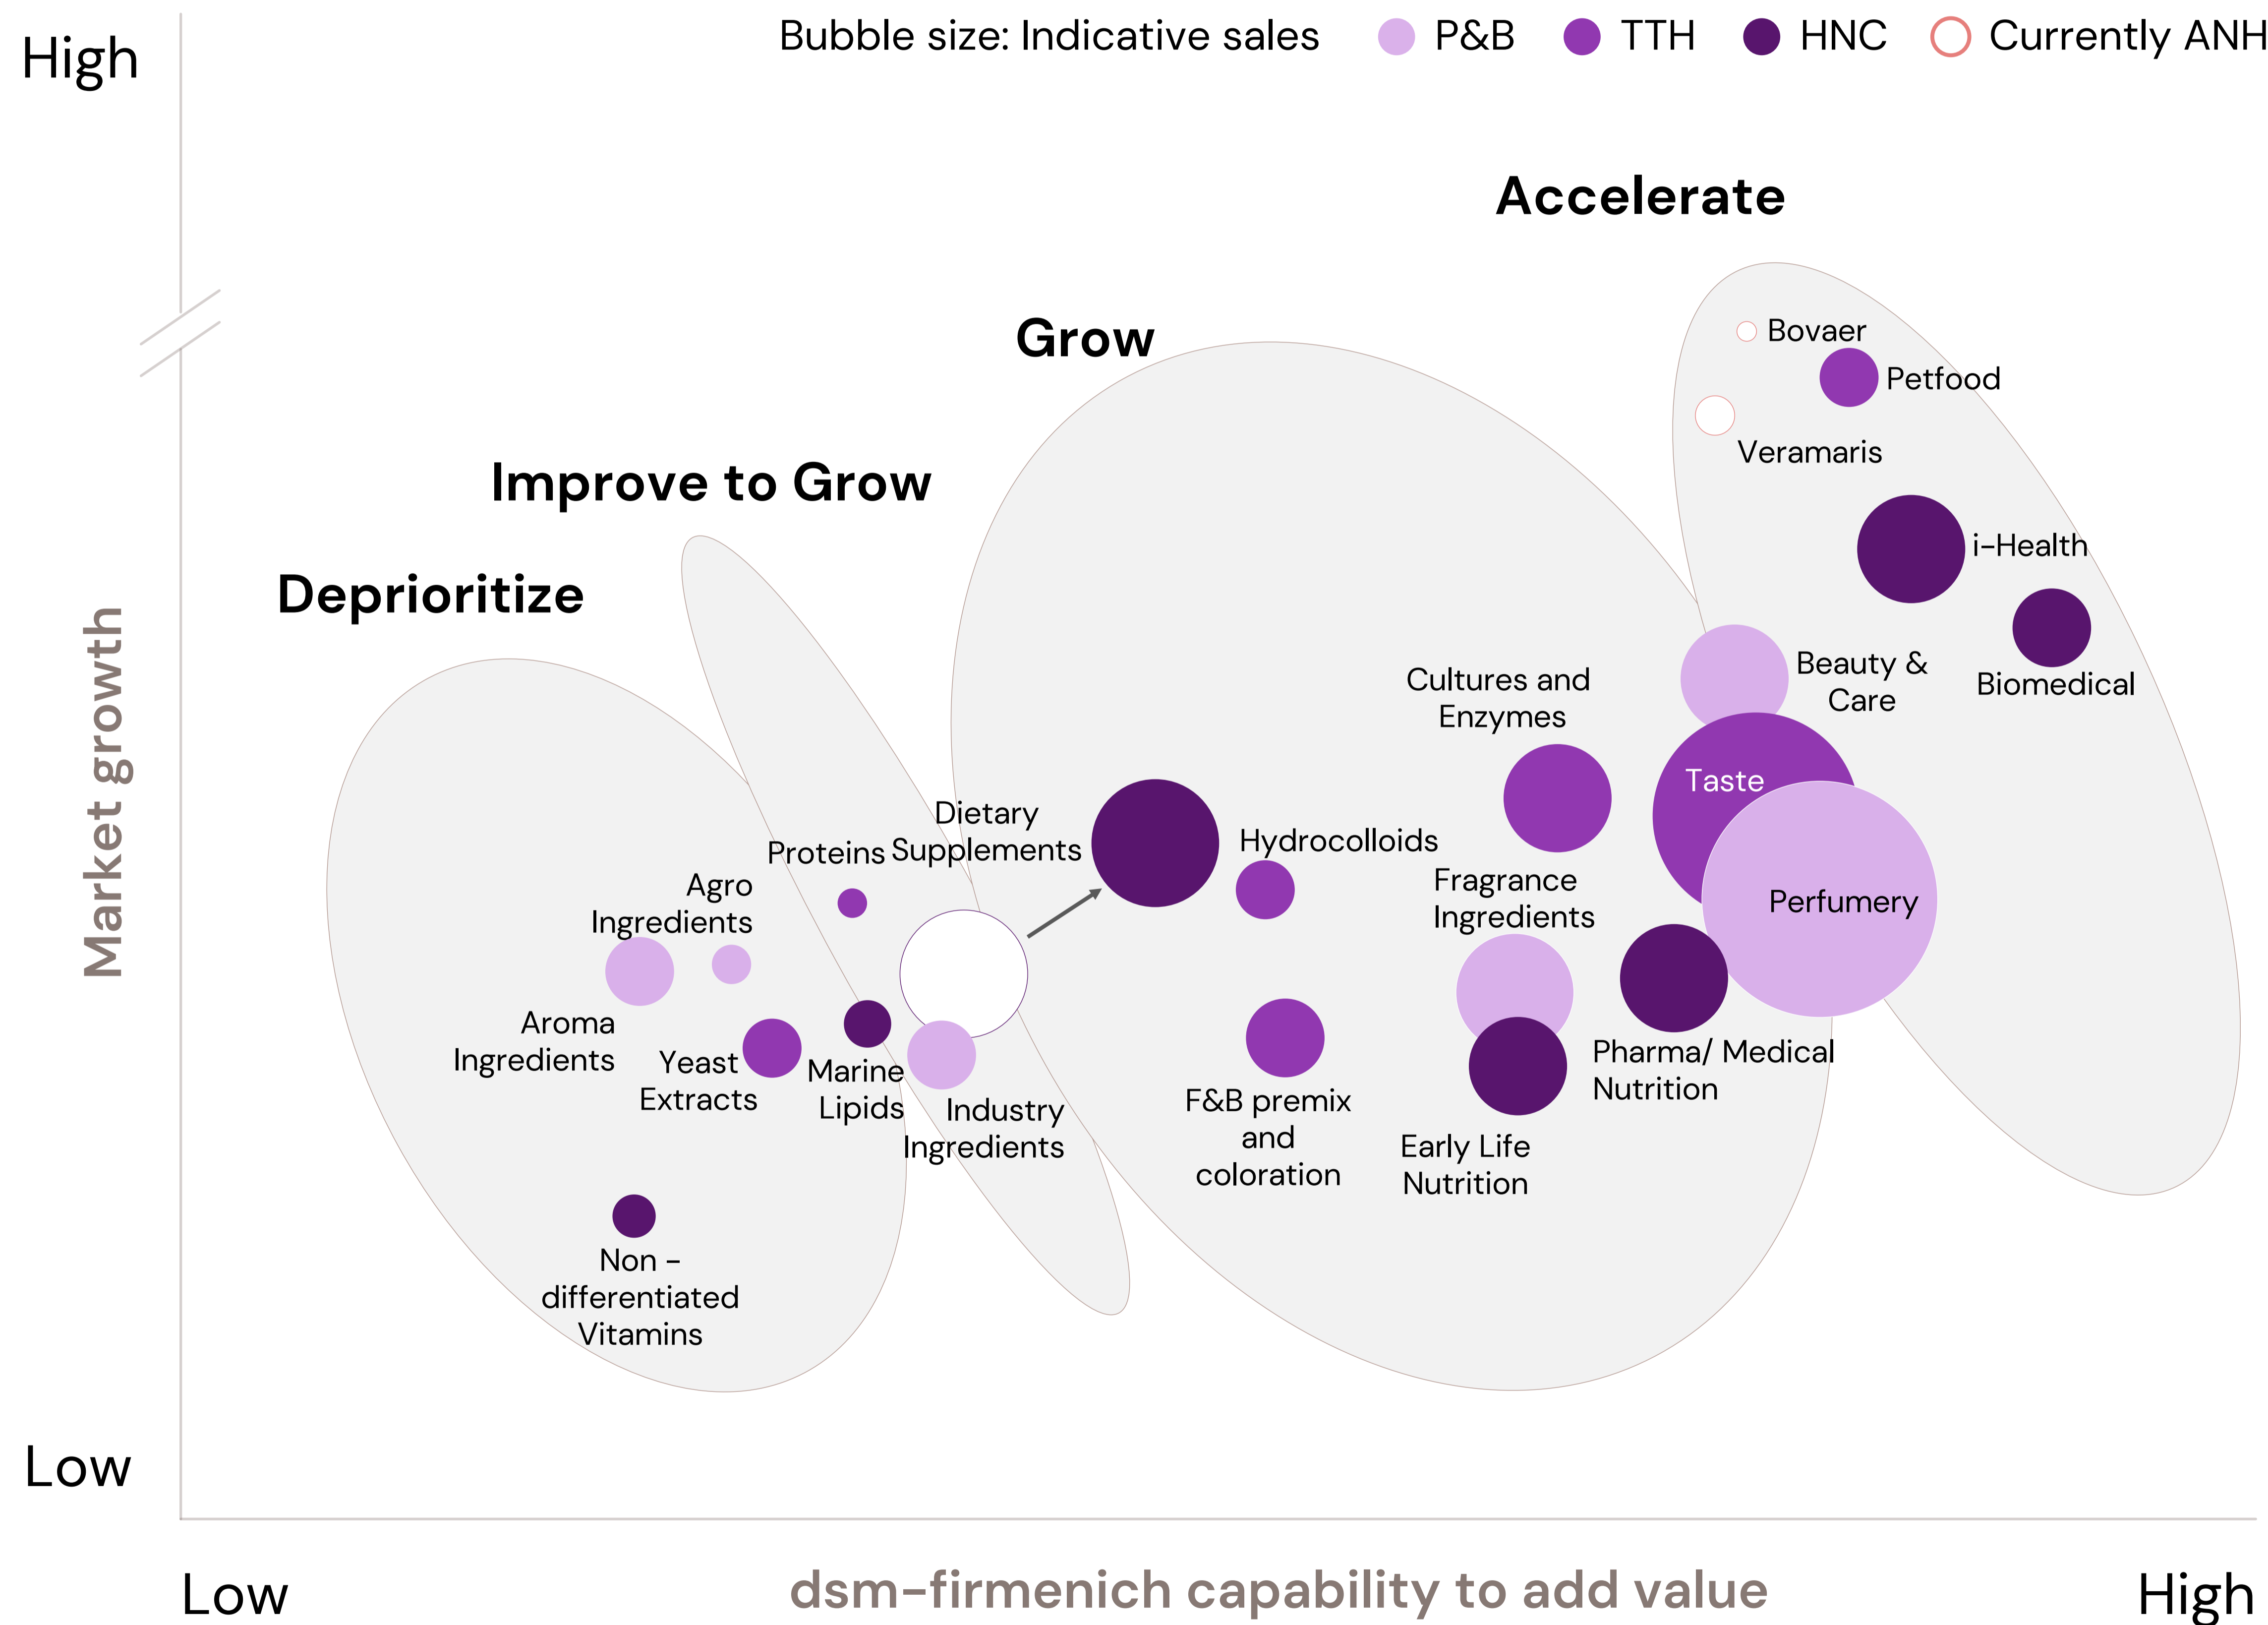 High
Bubble size: Indicative sales
P&B
TTH
HNC
Currently ANH
Accelerate
Grow
Improve to Grow
Deprioritize
Bovaer
Petfood
Veramaris
i-Health
Biomedical
Beauty &
Care
Cultures and
Enzymes
Taste
Perfumery
Dietary
Supplements
Proteins
Hydrocolloids
Fragrance
Ingredients
Agro
Ingredients
Aroma
Ingredients
Yeast
Extracts
Marine
Lipids
Industry
Ingredients
F&B premix
and
coloration
Early Life
Nutrition
Pharma/ Medical
Nutrition
Non -
differentiated
Vitamins
Market growth
Low
Low
dsm-firmenich capability to add value
High